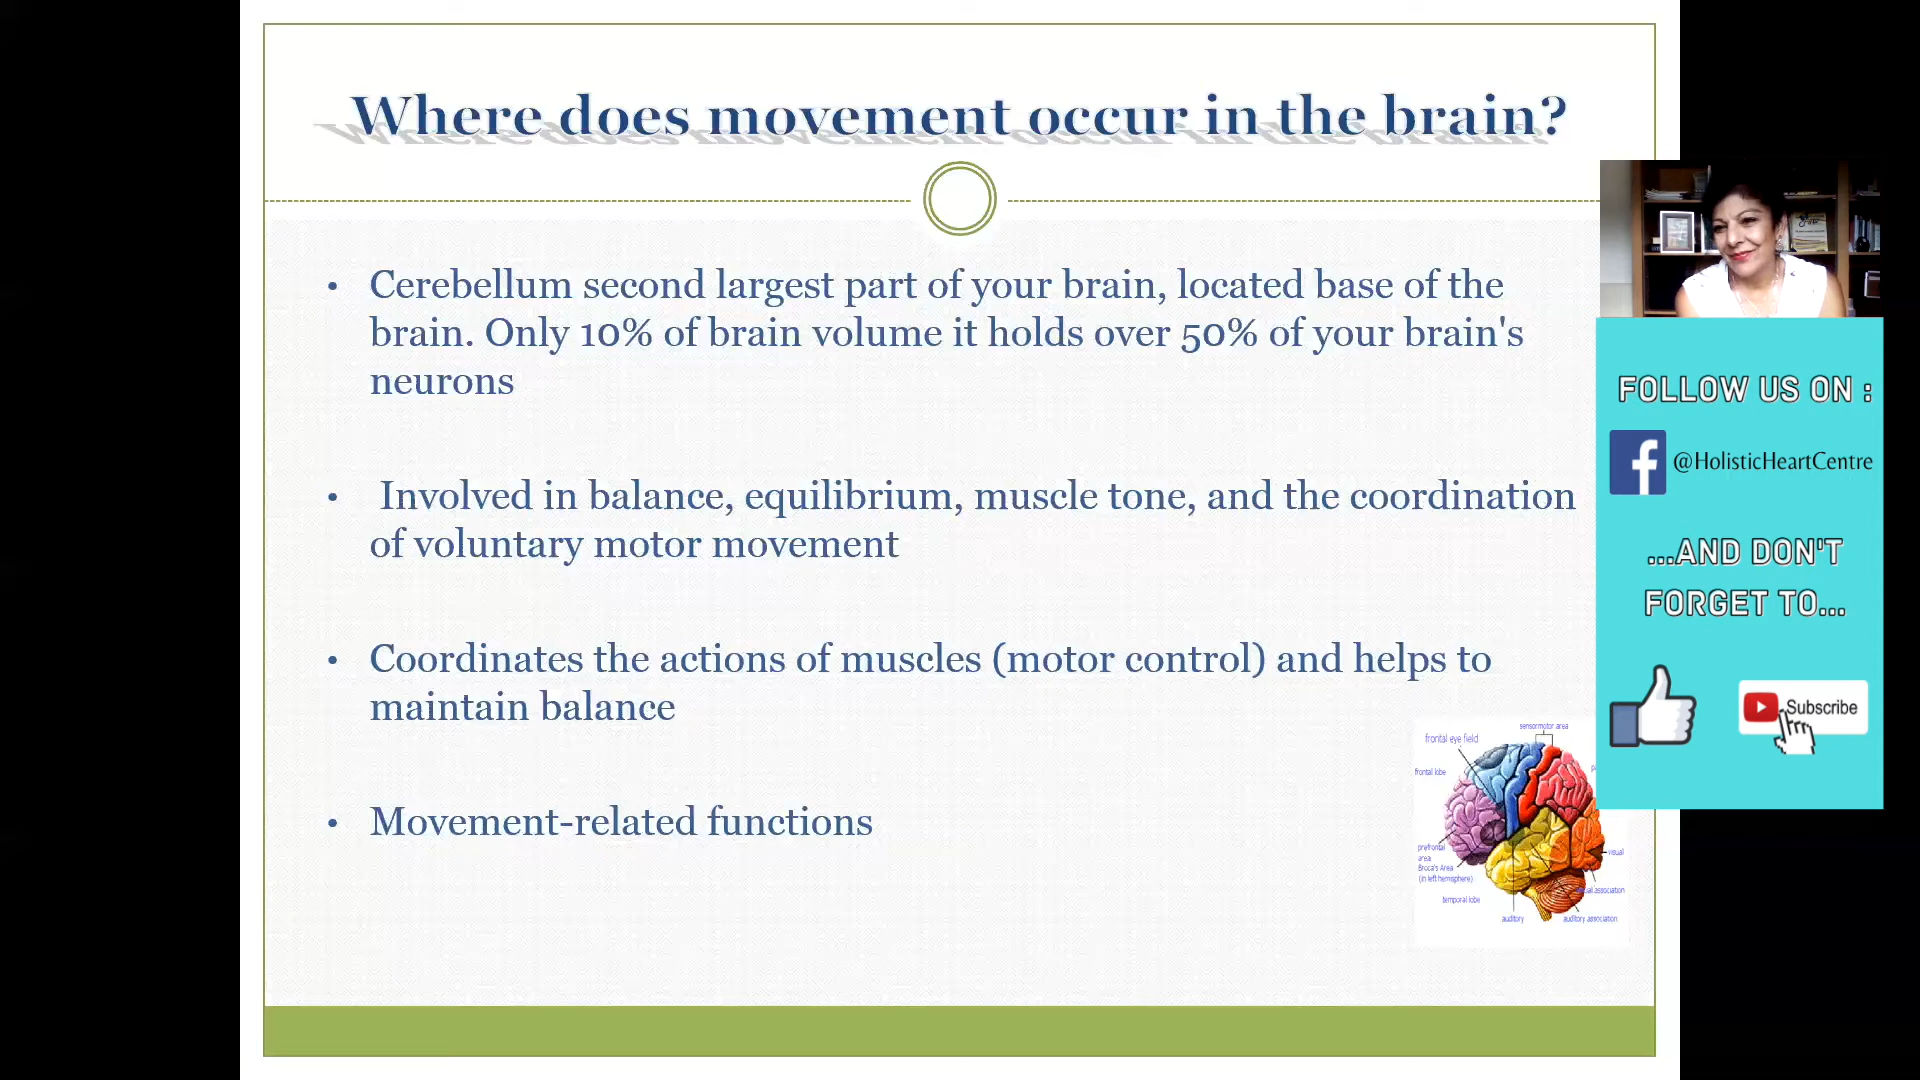 Where does movement occur in the brain?
• Cerebellum second largest part of your brain, located base of the
brain. Only 10% of brain volume it holds over 50% of your brain's
neurons
• Involved in balance, equilibrium, muscle tone, and the coordination
of voluntary motor movement
• Coordinates the actions of muscles (motor control) and helps to
maintain balance
• Movement-related functions
sensormotor area
frontal eye field
frontal lobe
prefrontal
area
Broca's Area
(in left hemisphere)
temporal lobe
auditory
visual
association
auditory association
FOLLOW US ON :
@HolisticHeartCentre
...AND DON'T
FORGET TO...
Subscribe